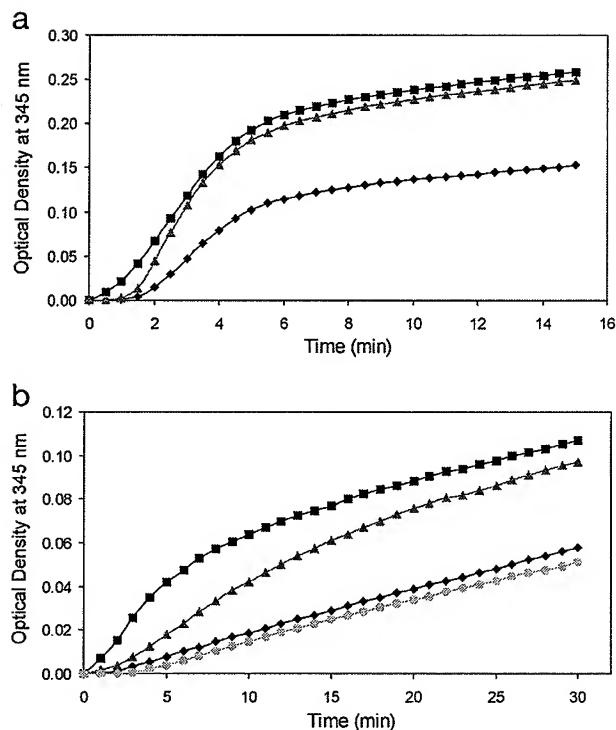 a
Optical Density at 345 nm
0.30
0.25
0.20
0.15
0.10
0.05
0.00
0 2 4 6 8 10 12 14 16
Time (min)
b
Optical Density at 345 nm
0.12
0.10
0.08
0.06
0.04
0.02
0.00
0 5 10 15 20 25 30
Time (min)